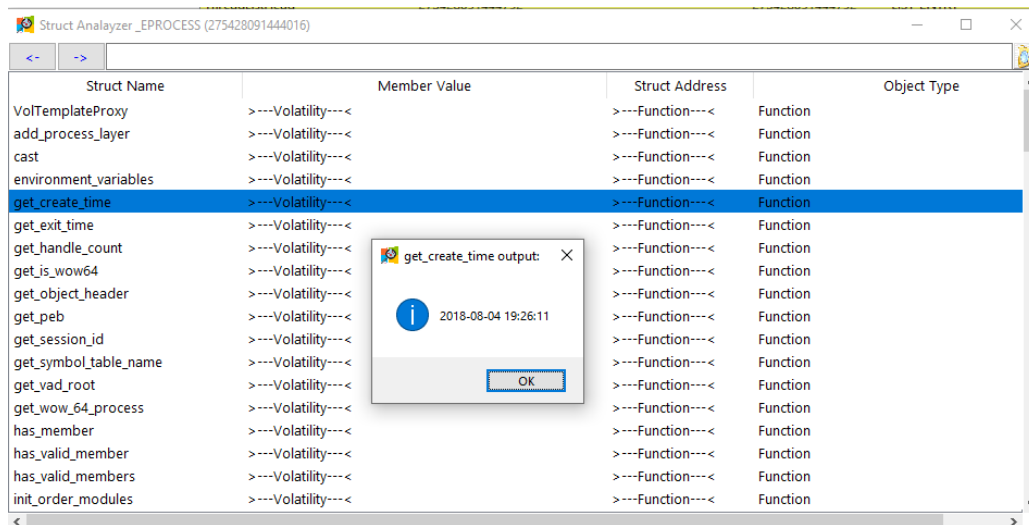 Struct Analayzer _EPROCESS (275428091444016)
<- ->
Struct Name Member Value Struct Address Object Type
VolTemplateProxy >---Volatility---< >---Function---< Function
add_process_layer >---Volatility---< >---Function---< Function
cast >---Volatility---< >---Function---< Function
environment_variables >---Volatility---< >---Function---< Function
get_create_time >---Volatility---< >---Function---< Function
get_exit_time >---Volatility---< >---Function---< Function
get_handle_count >---Volatility---< >---Function---< Function
get_is_wow64 >---Volatility---< >---Function---< Function
get_object_header >---Volatility---< >---Function---< Function
get_peb >---Volatility---< >---Function---< Function
get_session_id >---Volatility---< >---Function---< Function
get_symbol_table_name >---Volatility---< >---Function---< Function
get_vad_root >---Volatility---< >---Function---< Function
get_wow_64_process >---Volatility---< >---Function---< Function
has_member >---Volatility---< >---Function---< Function
has_valid_member >---Volatility---< >---Function---< Function
has_valid_members >---Volatility---< >---Function---< Function
init_order_modules >---Volatility---< >---Function---< Function
get_create_time output:
2018-08-04 19:26:11
OK